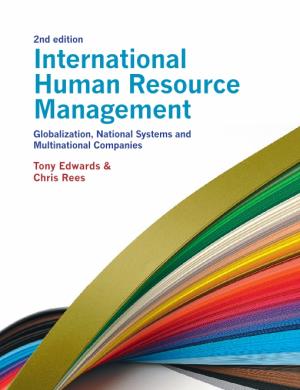 2nd edition
International
Human Resource
Management
Globalization, National Systems and
Multinational Companies
Tony Edwards &
Chris Rees